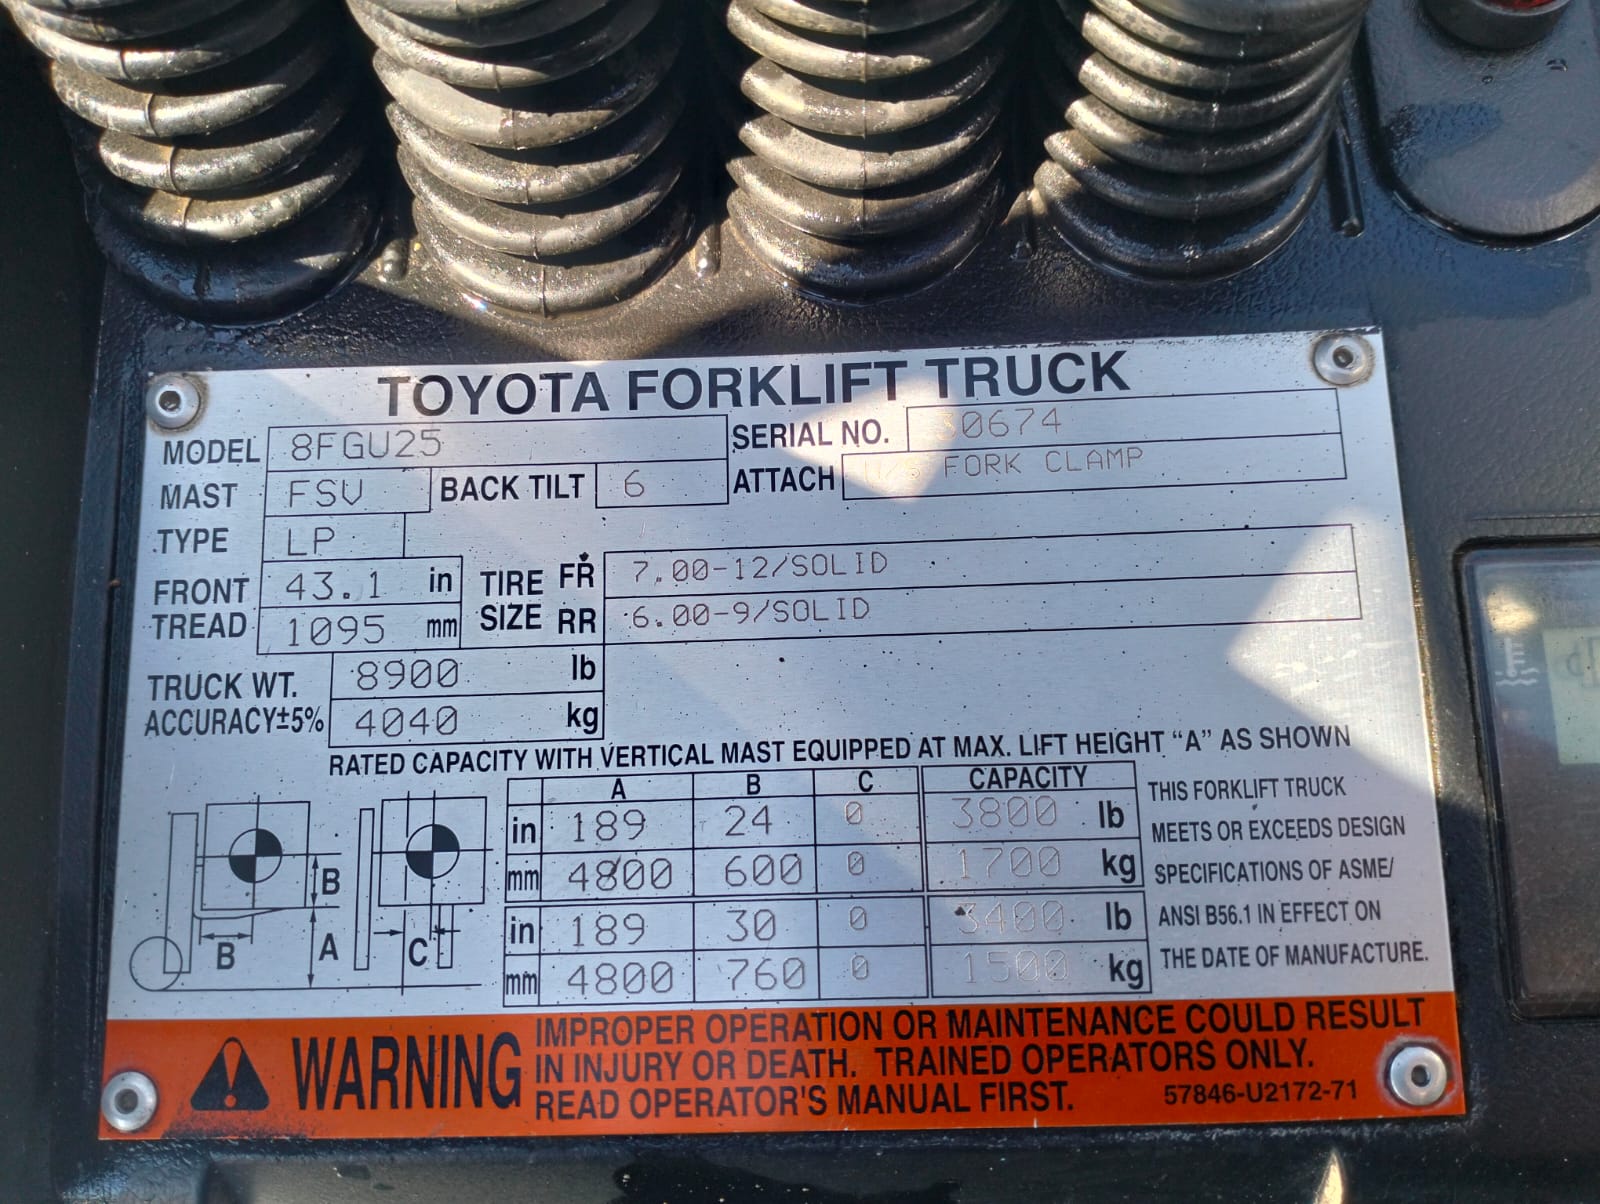 TOYOTA FORKLIFT TRUCK
MODEL 8FGU25 SERIAL NO. 30674
MAST FSV BACK TILT 6 ATTACH FORK CLAMP
TYPE LP
FRONT TREAD 43.1 in TIRE SIZE FR 7.00-12/SOLID
1095 mm RR 6.00-9/SOLID
TRUCK WT. 8900 lb
ACCURACY±5% 4040 kg
RATED CAPACITY WITH VERTICAL MAST EQUIPPED AT MAX. LIFT HEIGHT "A" AS SHOWN
A B C CAPACITY
in 189 24 0 3800 lb
mm 4800 600 0 1700 kg
in 189 30 0 3400 lb
mm 4800 760 0 1500 kg
B
B A C
THIS FORKLIFT TRUCK
MEETS OR EXCEEDS DESIGN
SPECIFICATIONS OF ASME/
ANSI B56.1 IN EFFECT ON
THE DATE OF MANUFACTURE.
WARNING
IMPROPER OPERATION OR MAINTENANCE COULD RESULT
IN INJURY OR DEATH. TRAINED OPERATORS ONLY.
READ OPERATOR'S MANUAL FIRST. 57846-U2172-71